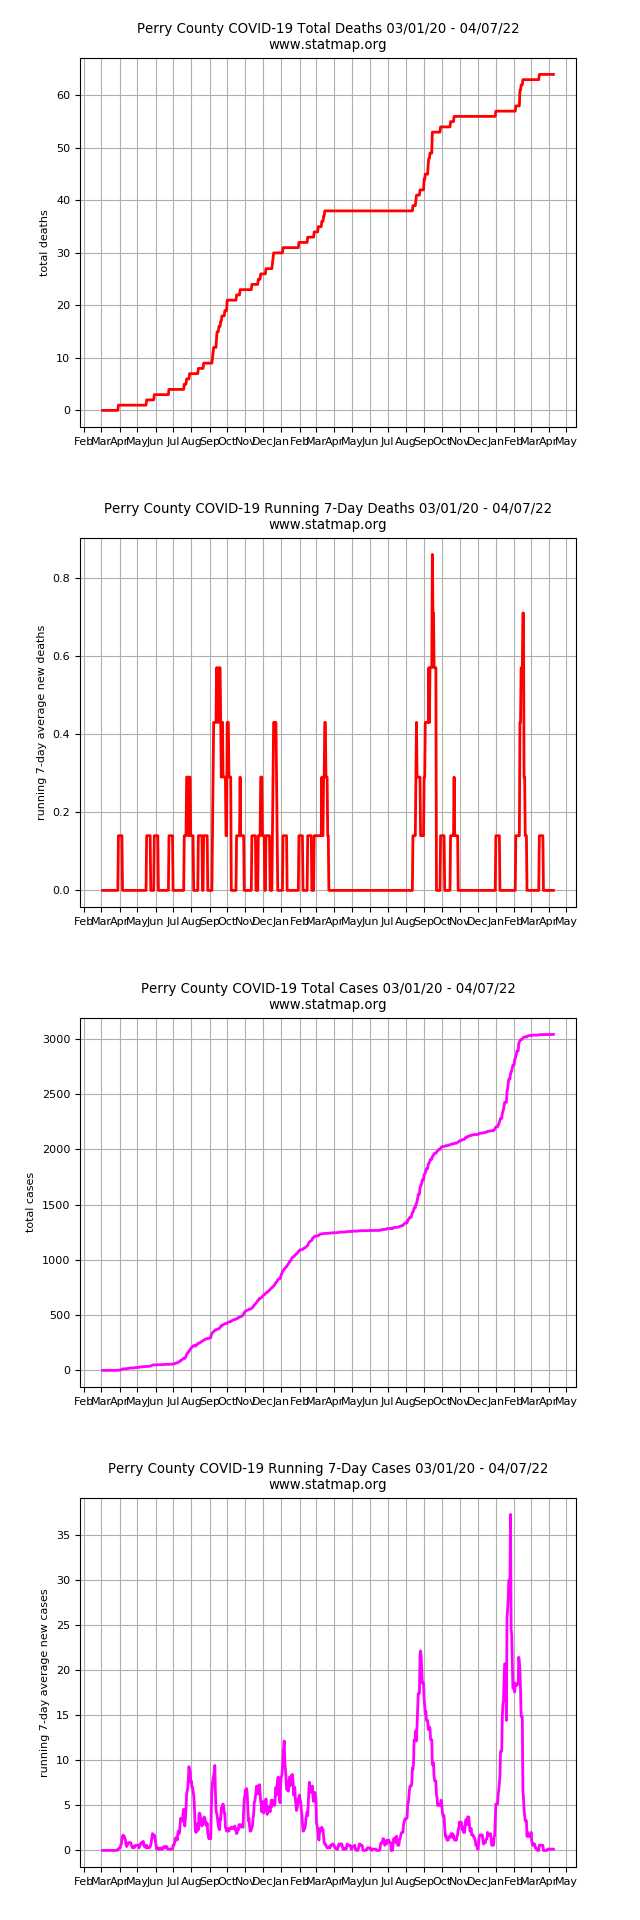 Perry County COVID-19 Total Deaths 03/01/20 - 04/07/22
www.statmap.org
60
50
40
30
20
10
0
total deaths
Feb Mar Apr May Jun Jul Aug Sep Oct Nov Dec Jan Feb Mar Apr May Jun Jul Aug Sep Oct Nov Dec Jan Feb Mar Apr May
Perry County COVID-19 Running 7-Day Deaths 03/01/20 - 04/07/22
www.statmap.org
0.8
0.6
0.4
0.2
0.0
running 7-day average new deaths
Feb Mar Apr May Jun Jul Aug Sep Oct Nov Dec Jan Feb Mar Apr May Jun Jul Aug Sep Oct Nov Dec Jan Feb Mar Apr May
Perry County COVID-19 Total Cases 03/01/20 - 04/07/22
www.statmap.org
3000
2500
2000
1500
1000
500
0
total cases
Feb Mar Apr May Jun Jul Aug Sep Oct Nov Dec Jan Feb Mar Apr May Jun Jul Aug Sep Oct Nov Dec Jan Feb Mar Apr May
Perry County COVID-19 Running 7-Day Cases 03/01/20 - 04/07/22
www.statmap.org
35
30
25
20
15
10
5
0
running 7-day average new cases
Feb Mar Apr May Jun Jul Aug Sep Oct Nov Dec Jan Feb Mar Apr May Jun Jul Aug Sep Oct Nov Dec Jan Feb Mar Apr May